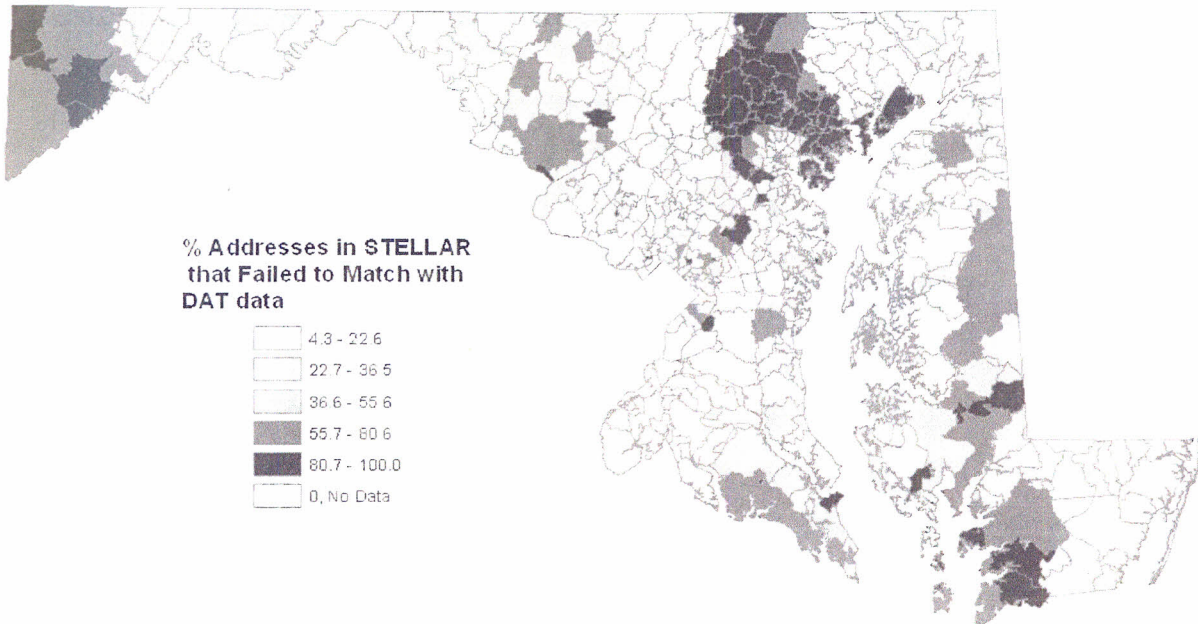 % Addresses in STELLAR
that Failed to Match with
DAT data
4.3 - 22.6
22.7 - 36.5
36.6 - 55.6
55.7 - 80.6
80.7 - 100.0
0, No Data